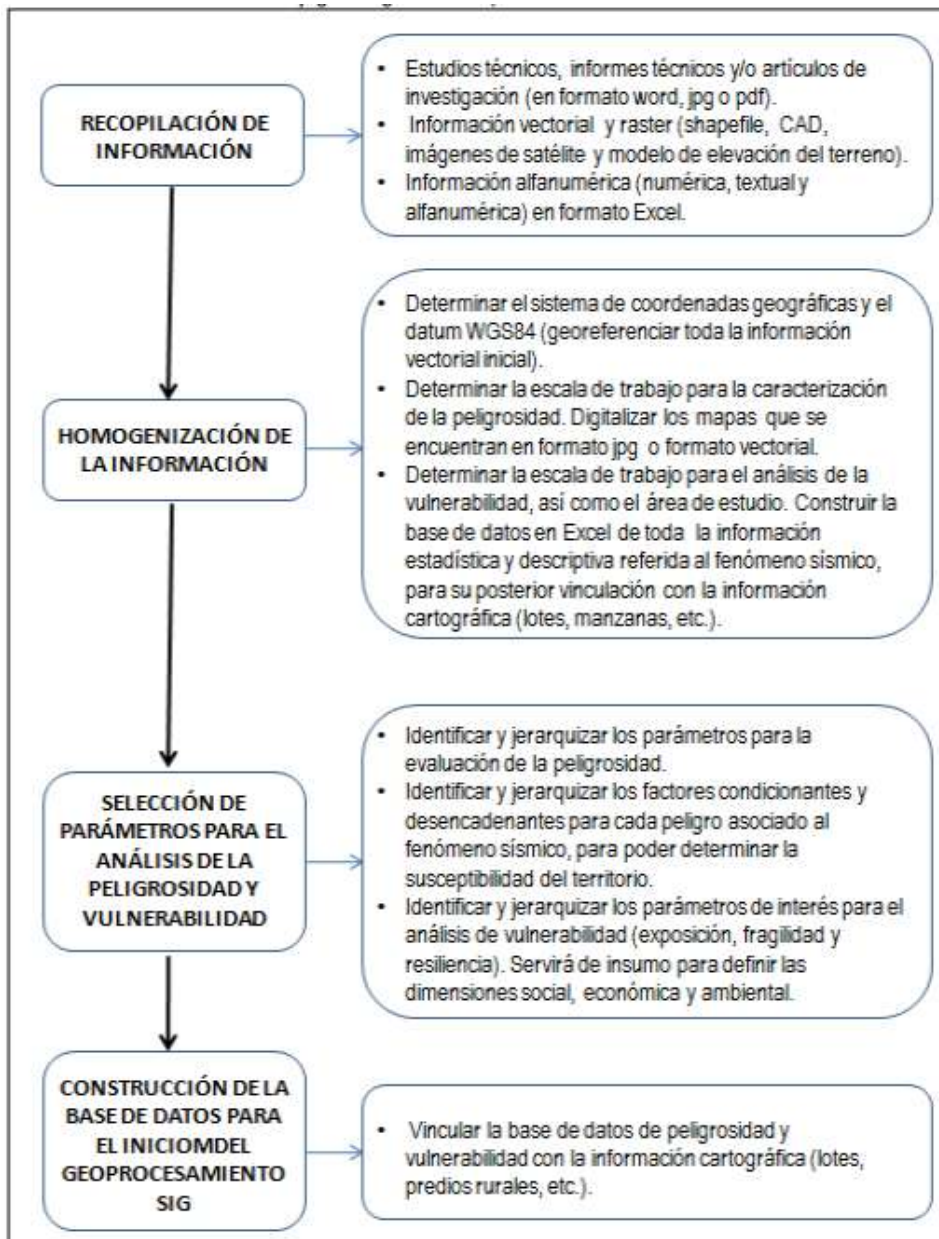 RECOPILACIÓN DE
INFORMACIÓN
• Estudios técnicos, informes técnicos y/o artículos de
investigación (en formato word, jpg o pdf).
• Información vectorial y raster (shapefile, CAD,
imágenes de satélite y modelo de elevación del terreno).
• Información alfanumérica (numérica, textual y
alfanumérica) en formato Excel.
HOMOGENIZACIÓN DE
LA INFORMACIÓN
• Determinar el sistema de coordenadas geográficas y el
datum WGS84 (georeferenciar toda la información
vectorial inicial).
• Determinar la escala de trabajo para la caracterización
de la peligrosidad. Digitalizar los mapas que se
encuentran en formato jpg o formato vectorial.
• Determinar la escala de trabajo para el análisis de la
vulnerabilidad, así como el área de estudio. Construir la
base de datos en Excel de toda la información
estadística y descriptiva referida al fenómeno sísmico,
para su posterior vinculación con la información
cartográfica (lotes, manzanas, etc.).
SELECCIÓN DE
PARÁMETROS PARA EL
ANÁLISIS DE LA
PELIGROSIDAD Y
VULNERABILIDAD
• Identificar y jerarquizar los parámetros para la
evaluación de la peligrosidad.
• Identificar y jerarquizar los factores condicionantes y
desencadenantes para cada peligro asociado al
fenómeno sísmico, para poder determinar la
susceptibilidad del territorio.
• Identificar y jerarquizar los parámetros de interés para el
análisis de vulnerabilidad (exposición, fragilidad y
resiliencia). Servirá de insumo para definir las
dimensiones social, económica y ambiental.
CONSTRUCCIÓN DE LA
BASE DE DATOS PARA
EL INICIOMDEL
GEOPROCESAMIENTO
SIG
• Vincular la base de datos de peligrosidad y
vulnerabilidad con la información cartográfica (lotes,
predios rurales, etc.).